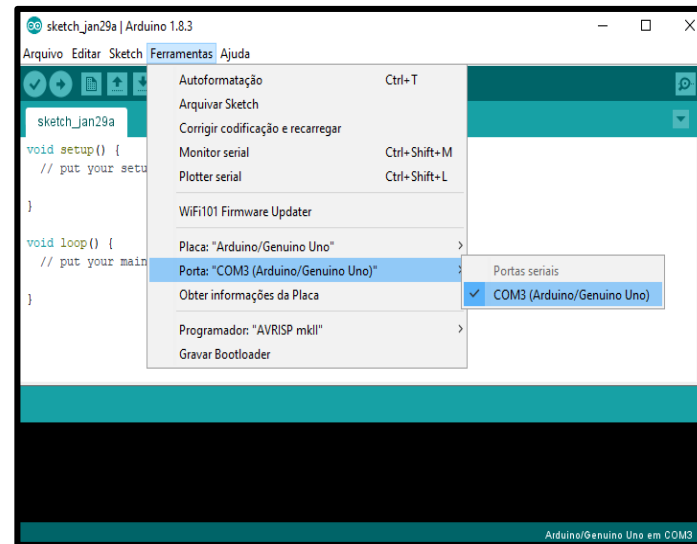 sketch_jan29a | Arduino 1.8.3
Arquivo Editar Sketch Ferramentas Ajuda
sketch_jan29a
void setup() {
// put your setu
}
void loop() {
// put your main
}
Autoformatação Ctrl+T
Arquivar Sketch
Corrigir codificação e recarregar
Monitor serial Ctrl+Shift+M
Plotter serial Ctrl+Shift+L
WiFi101 Firmware Updater
Placa: "Arduino/Genuino Uno"
Porta: "COM3 (Arduino/Genuino Uno)"
Obter informações da Placa
Programador: "AVRISP mkII"
Gravar Bootloader
Portas seriais
COM3 (Arduino/Genuino Uno)
Arduino/Genuino Uno em COM3